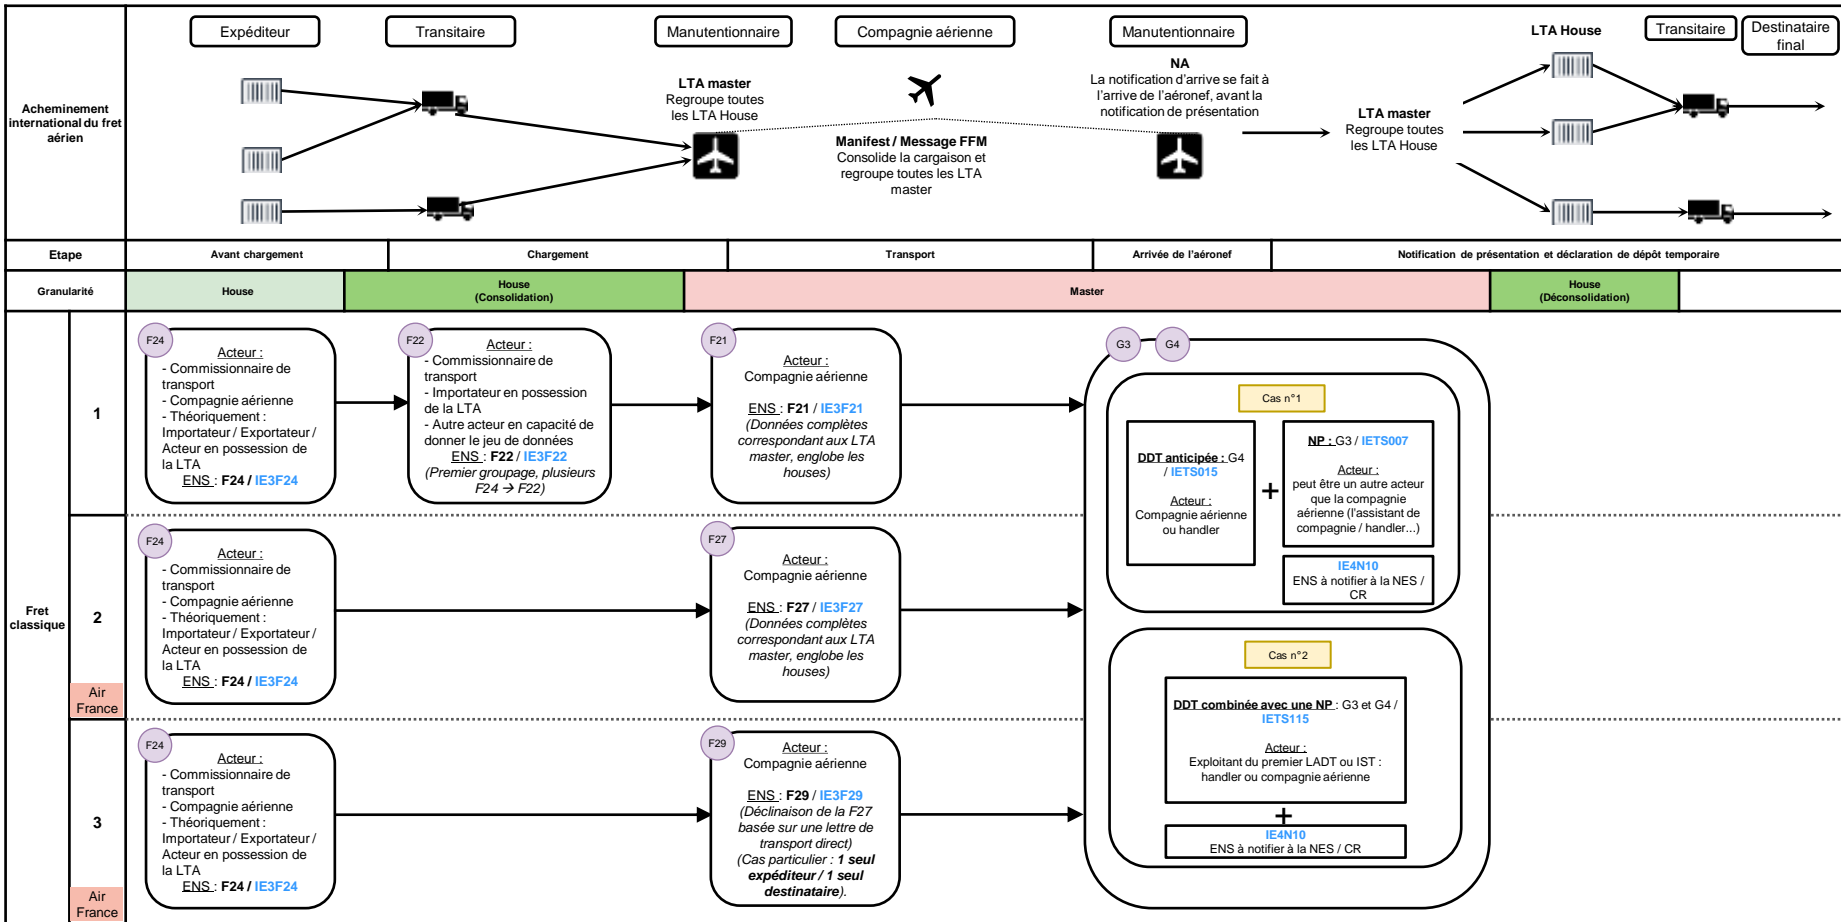 Expéditeur
Transitaire
Manutentionnaire
Compagnie aérienne
Manutentionnaire
LTA House
Transitaire
Destinataire
final
Acheminement
international du fret
aérien
LTA master
Regroupe toutes
les LTA House
Manifest / Message FFM
Consolide la cargaison et
regroupe toutes les LTA
master
NA
La notification d'arrive se fait à
l'arrive de l'aéronef, avant la
notification de présentation
LTA master
Regroupe toutes
les LTA House
Etape
Avant chargement
Chargement
Transport
Arrivée de l'aéronef
Notification de présentation et déclaration de dépôt temporaire
Granularité
House
House
(Consolidation)
Master
House
(Déconsolidation)
Fret
classique
1
F24
Acteur :
- Commissionnaire de
transport
- Compagnie aérienne
- Théoriquement :
Importateur / Exportateur /
Acteur en possession de
la LTA
ENS : F24 / IE3F24
F22
Acteur :
- Commissionnaire de
transport
- Importateur en possession
de la LTA
- Autre acteur en capacité de
donner le jeu de données
ENS : F22 / IE3F22
(Premier groupage, plusieurs
F24 → F22)
F21
Acteur :
Compagnie aérienne
ENS : F21 / IE3F21
(Données complètes
correspondant aux LTA
master, englobe les
houses)
2
Air
France
F24
Acteur :
- Commissionnaire de
transport
- Compagnie aérienne
- Théoriquement :
Importateur / Exportateur /
Acteur en possession de
la LTA
ENS : F24 / IE3F24
F27
Acteur :
Compagnie aérienne
ENS : F27 / IE3F27
(Données complètes
correspondant aux LTA
master, englobe les
houses)
3
Air
France
F24
Acteur :
- Commissionnaire de
transport
- Compagnie aérienne
- Théoriquement :
Importateur / Exportateur /
Acteur en possession de
la LTA
ENS : F24 / IE3F24
F29
Acteur :
Compagnie aérienne
ENS : F29 / IE3F29
(Déclinaison de la F27
basée sur une lettre de
transport direct)
(Cas particulier : 1 seul
expéditeur / 1 seul
destinataire).
G3
G4
Cas n°1
DDT anticipée : G4
/ IETS015
Acteur :
Compagnie aérienne
ou handler
+
NP : G3 / IETS007
Acteur :
peut être un autre acteur
que la compagnie
aérienne (l'assistant de
compagnie / handler...)
IE4N10
ENS à notifier à la NES /
CR
Cas n°2
DDT combinée avec une NP : G3 et G4 /
IETS115
Acteur :
Exploitant du premier LADT ou IST :
handler ou compagnie aérienne
+
IE4N10
ENS à notifier à la NES / CR